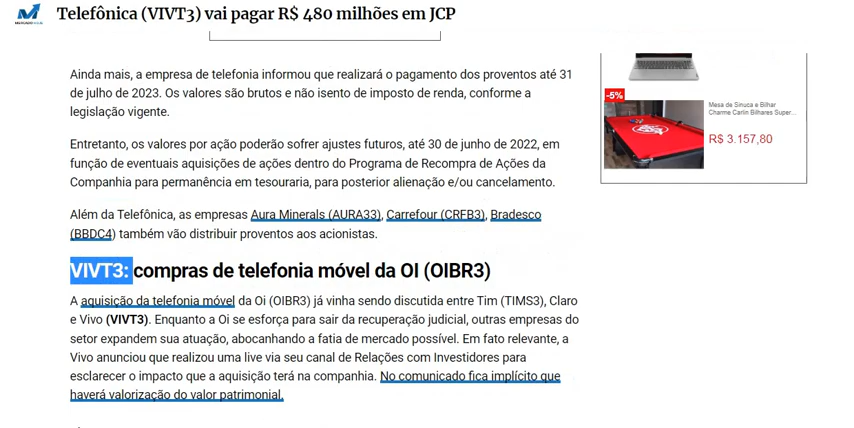 Telefônica (VIVT3) vai pagar R$ 480 milhões em JCP
Ainda mais, a empresa de telefonia informou que realizará o pagamento dos proventos até 31
de julho de 2023. Os valores são brutos e não isento de imposto de renda, conforme a
legislação vigente.
Entretanto, os valores por ação poderão sofrer ajustes futuros, até 30 de junho de 2022, em
função de eventuais aquisições de ações dentro do Programa de Recompra de Ações da
Companhia para permanência em tesouraria, para posterior alienação e/ou cancelamento.
Além da Telefônica, as empresas Aura Minerals (AURA33), Carrefour (CRFB3), Bradesco
(BBDC4) também vão distribuir proventos aos acionistas.
VIVT3: compras de telefonia móvel da OI (OIBR3)
A aquisição da telefonia móvel da Oi (OIBR3) já vinha sendo discutida entre Tim (TIMS3), Claro
e Vivo (VIVT3). Enquanto a Oi se esforça para sair da recuperação judicial, outras empresas do
setor expandem sua atuação, abocanhando a fatia de mercado possível. Em fato relevante, a
Vivo anunciou que realizou uma live via seu canal de Relações com Investidores para
esclarecer o impacto que a aquisição terá na companhia. No comunicado fica implícito que
haverá valorização do valor patrimonial.
-5%
Mesa de Sinuca e Bilhar
Charme Carlin Bilhares Super...
R$ 3.157,80